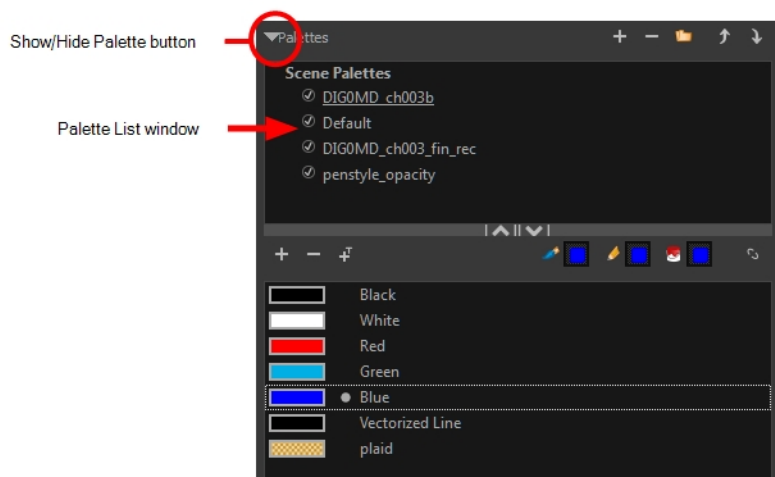 Show/Hide Palette button
Palettes
Scene Palettes
DIG0MD_ch003b
Palette List window
Default
DIG0MD_ch003_fin_rec
penstyle_opacity
Black
White
Red
Green
Blue
Vectorized Line
plaid